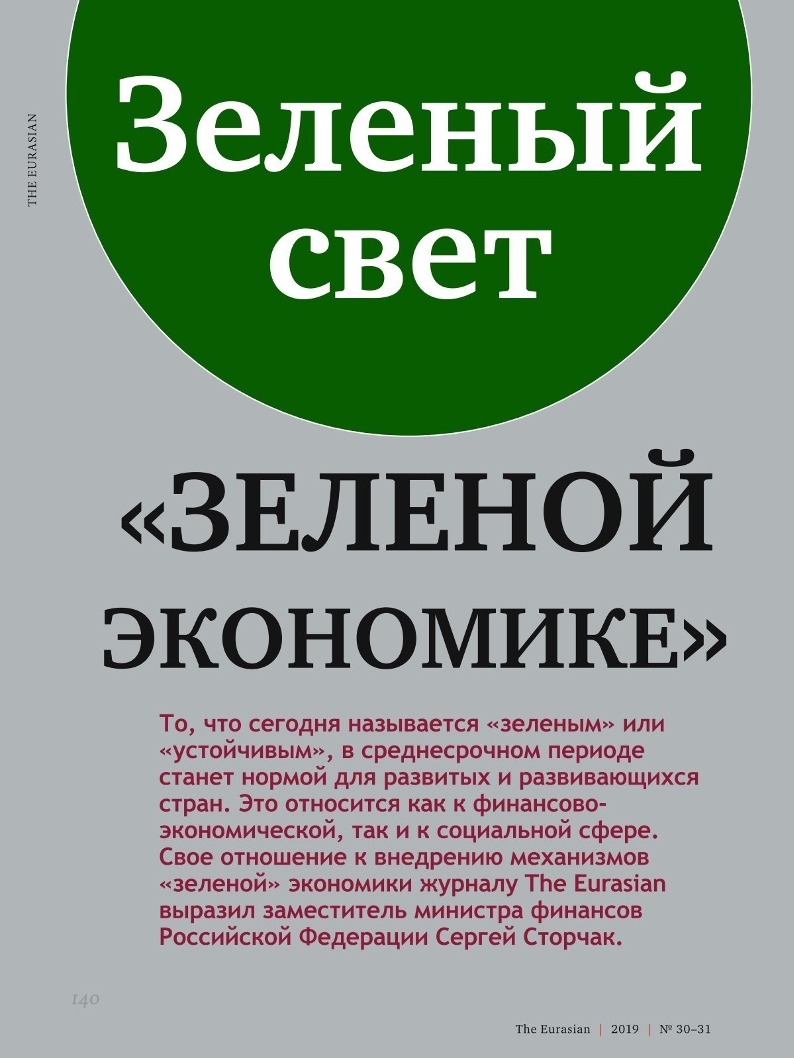 THE EURASIAN
Зеленый
свет
«ЗЕЛЕНОЙ
ЭКОНОМИКЕ»
То, что сегодня называется «зеленым» или
«устойчивым», в среднесрочном периоде
станет нормой для развитых и развивающихся
стран. Это относится как к финансово-
экономической, так и к социальной сфере.
Свое отношение к внедрению механизмов
«зеленой» экономики журналу The Eurasian
выразил заместитель министра финансов
Российской Федерации Сергей Сторчак.
140
The Eurasian | 2019 | № 30–31